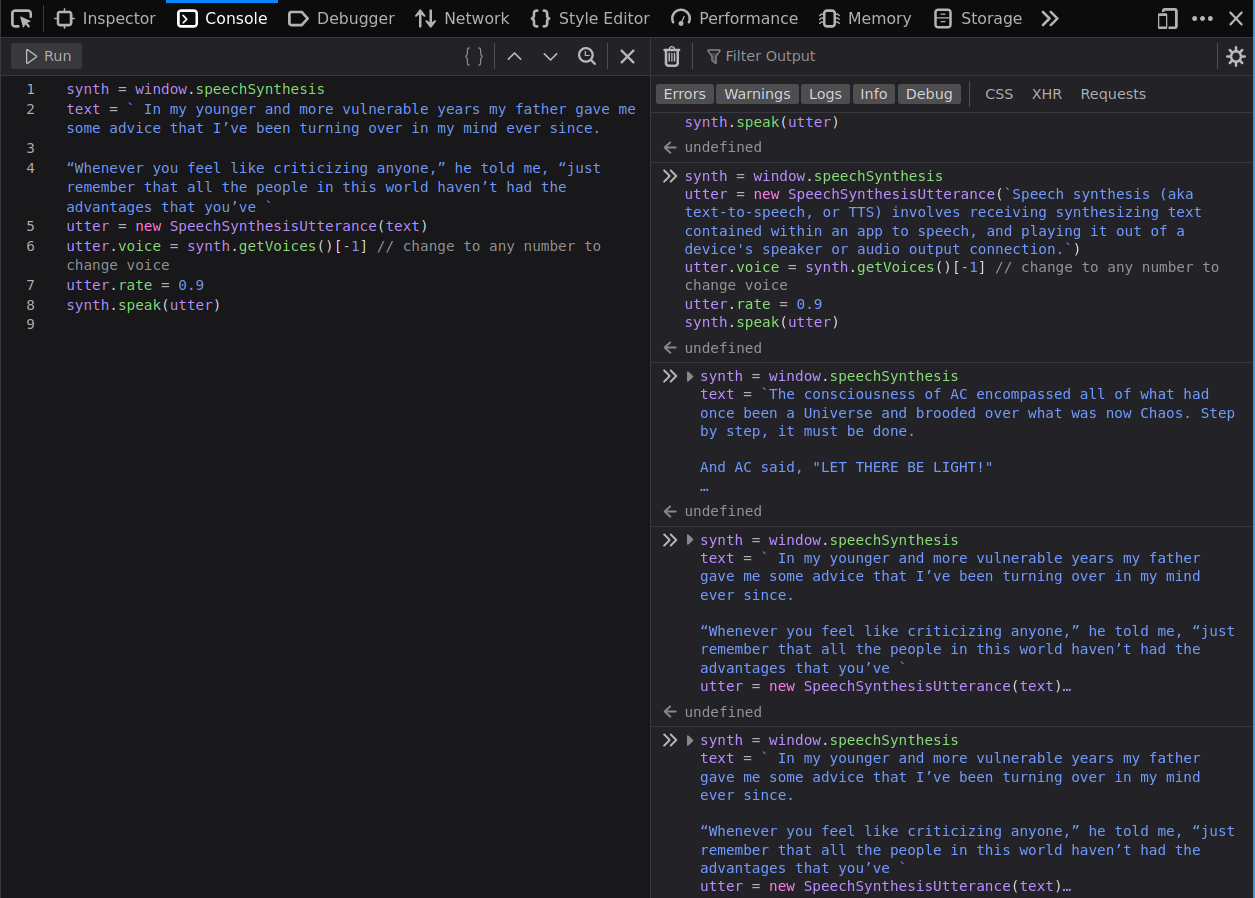 Inspector Console Debugger Network Style Editor Performance Memory Storage
Run { } Filter Output
Errors Warnings Logs Info Debug CSS XHR Requests
1 synth = window.speechSynthesis
2 text = ` In my younger and more vulnerable years my father gave me
some advice that I’ve been turning over in my mind ever since.
3
4 “Whenever you feel like criticizing anyone,” he told me, “just
remember that all the people in this world haven’t had the
advantages that you’ve `
5 utter = new SpeechSynthesisUtterance(text)
6 utter.voice = synth.getVoices()[-1] // change to any number to
change voice
7 utter.rate = 0.9
8 synth.speak(utter)
9
synth.speak(utter)
undefined
synth = window.speechSynthesis
utter = new SpeechSynthesisUtterance(`Speech synthesis (aka
text-to-speech, or TTS) involves receiving synthesizing text
contained within an app to speech, and playing it out of a
device's speaker or audio output connection.`)
utter.voice = synth.getVoices()[-1] // change to any number to
change voice
utter.rate = 0.9
synth.speak(utter)
undefined
synth = window.speechSynthesis
text = `The consciousness of AC encompassed all of what had
once been a Universe and brooded over what was now Chaos. Step
by step, it must be done.

And AC said, "LET THERE BE LIGHT!"
…
undefined
synth = window.speechSynthesis
text = ` In my younger and more vulnerable years my father
gave me some advice that I’ve been turning over in my mind
ever since.

“Whenever you feel like criticizing anyone,” he told me, “just
remember that all the people in this world haven’t had the
advantages that you’ve `
utter = new SpeechSynthesisUtterance(text)…
undefined
synth = window.speechSynthesis
text = ` In my younger and more vulnerable years my father
gave me some advice that I’ve been turning over in my mind
ever since.

“Whenever you feel like criticizing anyone,” he told me, “just
remember that all the people in this world haven’t had the
advantages that you’ve `
utter = new SpeechSynthesisUtterance(text)…